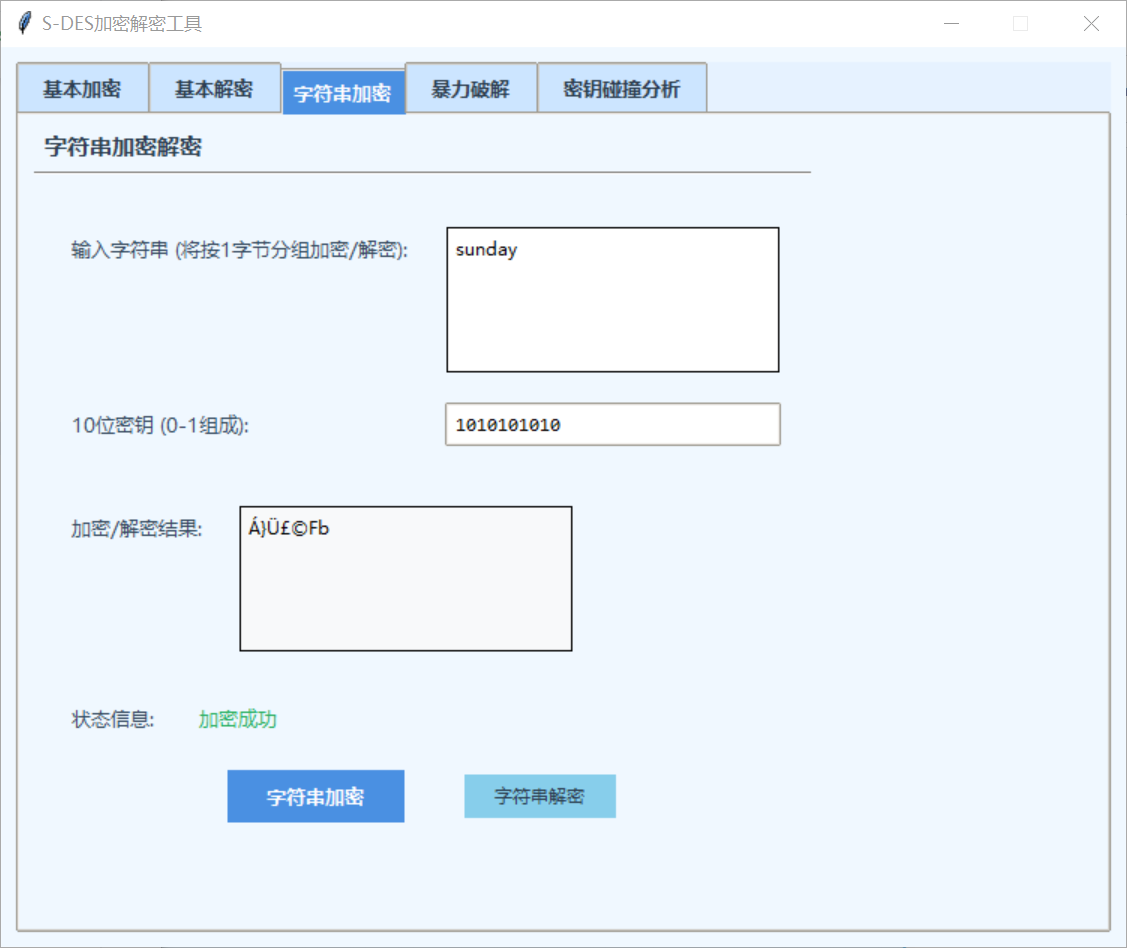 S-DES加密解密工具
基本加密 基本解密 字符串加密 暴力破解 密钥碰撞分析
字符串加密解密
输入字符串 (将按1字节分组加密/解密): sunday
10位密钥 (0-1组成): 1010101010
加密/解密结果: Á}Ü£©Fb
状态信息: 加密成功
字符串加密 字符串解密